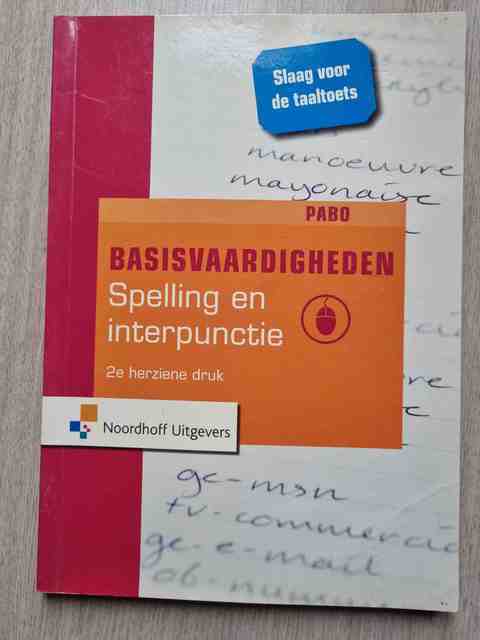 Slaag voor
de taaltoets
manoeuvre
mayonaise
PABO
BASISVAARDIGHEDEN
Spelling en
interpunctie
2e herziene druk
Noordhoff Uitgevers
ge-msn
tv-commercia
ge-e-mail